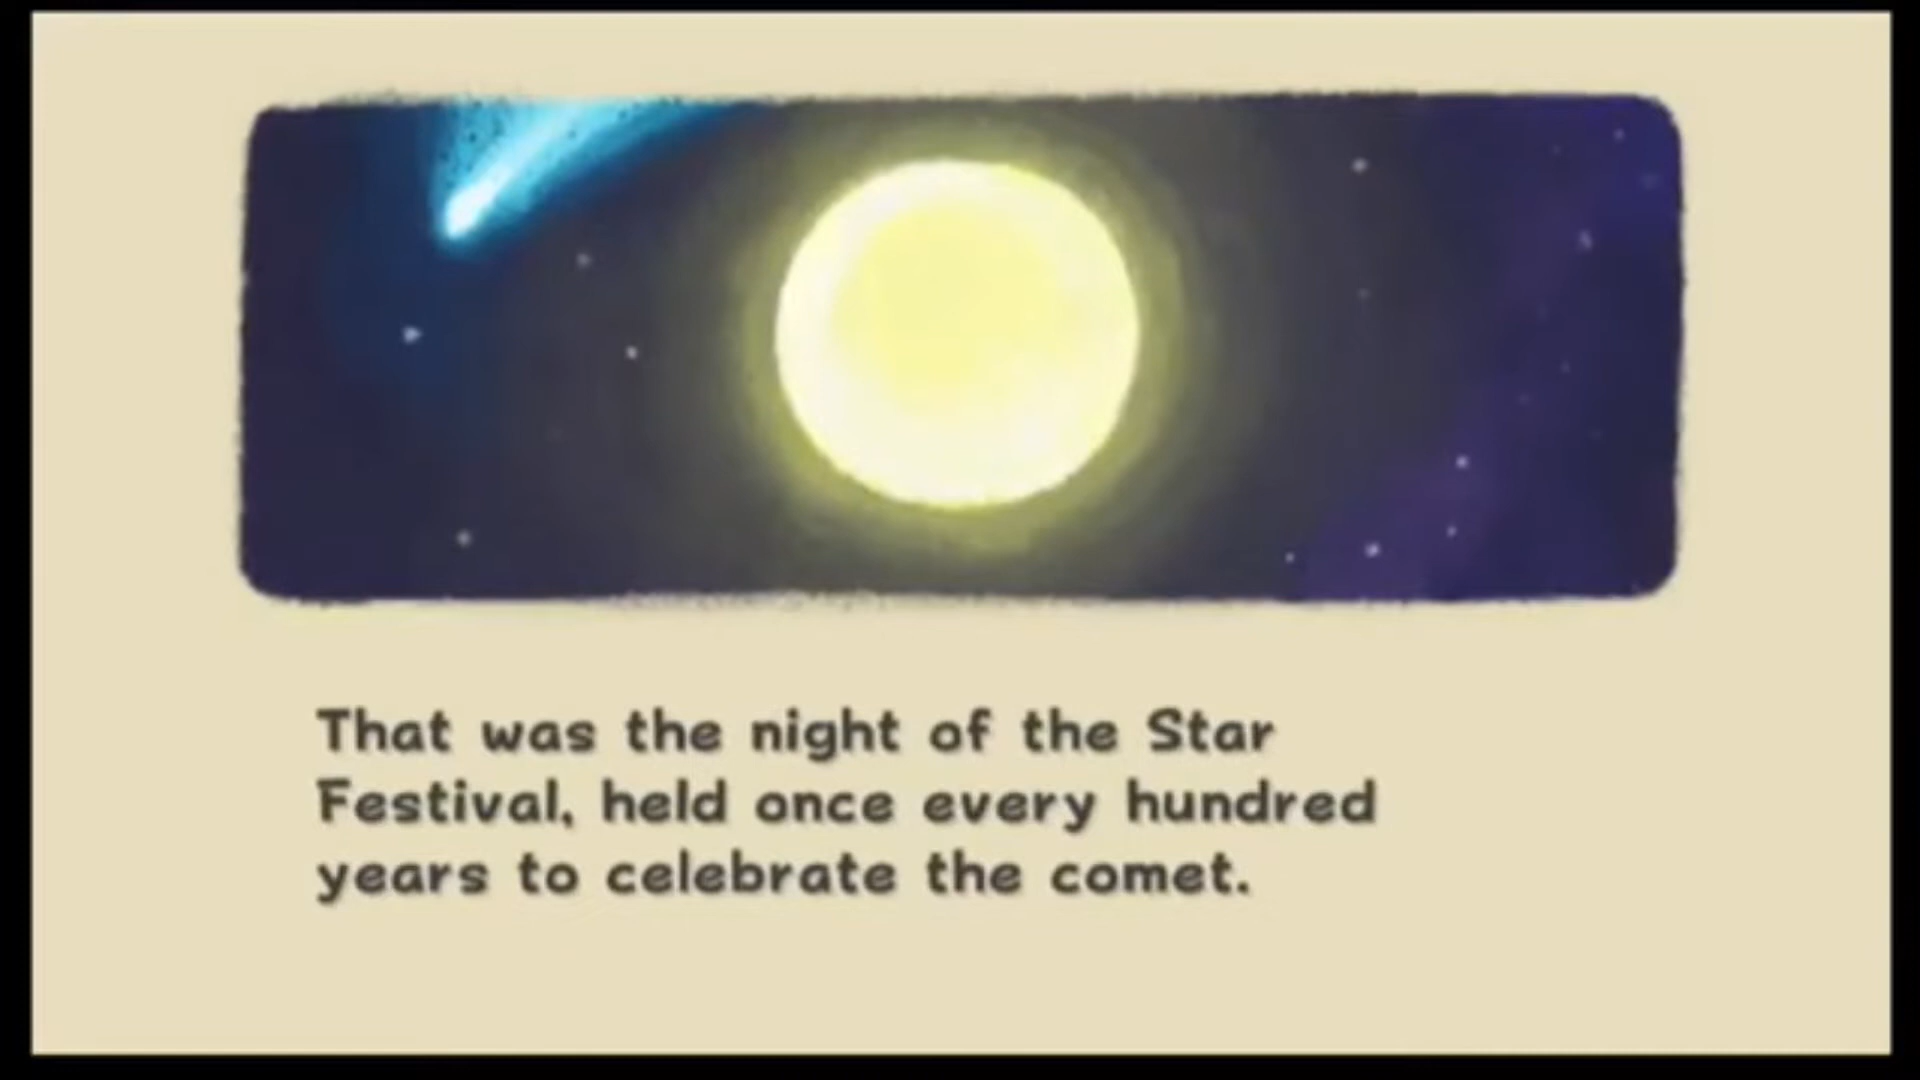 That was the night of the Star
Festival, held once every hundred
years to celebrate the comet.